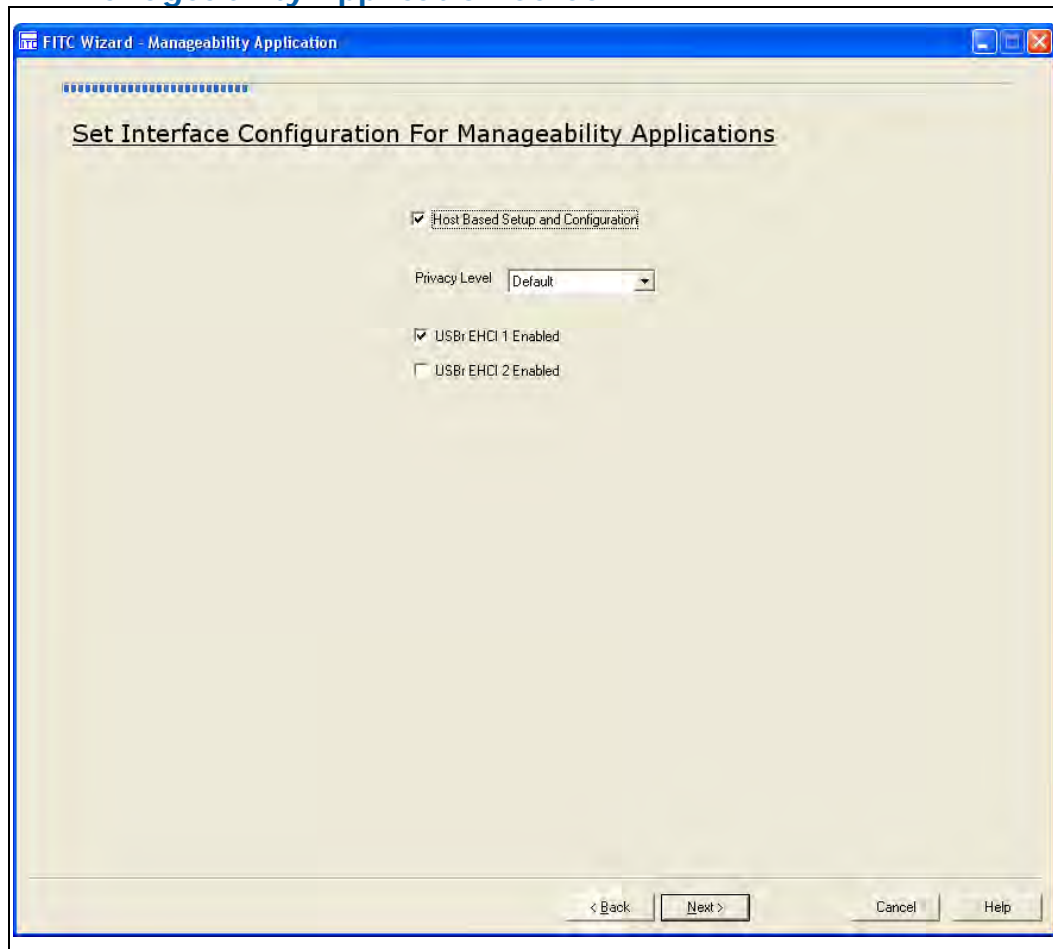 FITC Wizard - Manageability Application
Set Interface Configuration For Manageability Applications
Host Based Setup and Configuration
Privacy Level Default
USBr EHCI 1 Enabled
USBr EHCI 2 Enabled
< Back Next > Cancel Help